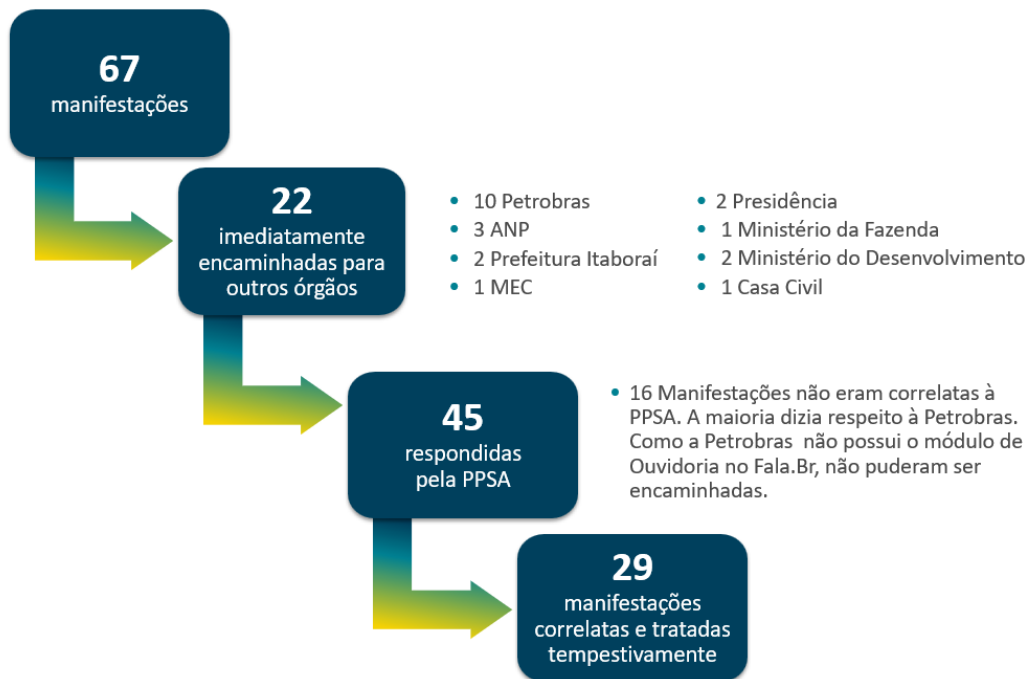 67
manifestações
22
imediatamente
encaminhadas para
outros órgãos
• 10 Petrobras
• 3 ANP
• 2 Prefeitura Itaboraí
• 1 MEC
• 2 Presidência
• 1 Ministério da Fazenda
• 2 Ministério do Desenvolvimento
• 1 Casa Civil
45
respondidas
pela PPSA
• 16 Manifestações não eram correlatas à
PPSA. A maioria dizia respeito à Petrobras.
Como a Petrobras não possui o módulo de
Ouvidoria no Fala.Br, não puderam ser
encaminhadas.
29
manifestações
correlatas e tratadas
tempestivamente